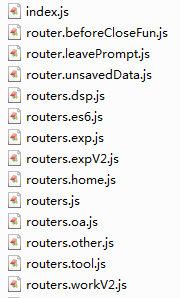 index.js
router.beforeCloseFun.js
router.leavePrompt.js
router.unsavedData.js
routers.dsp.js
routers.es6.js
routers.exp.js
routers.expV2.js
routers.home.js
routers.js
routers.oa.js
routers.other.js
routers.tool.js
routers.workV2.js